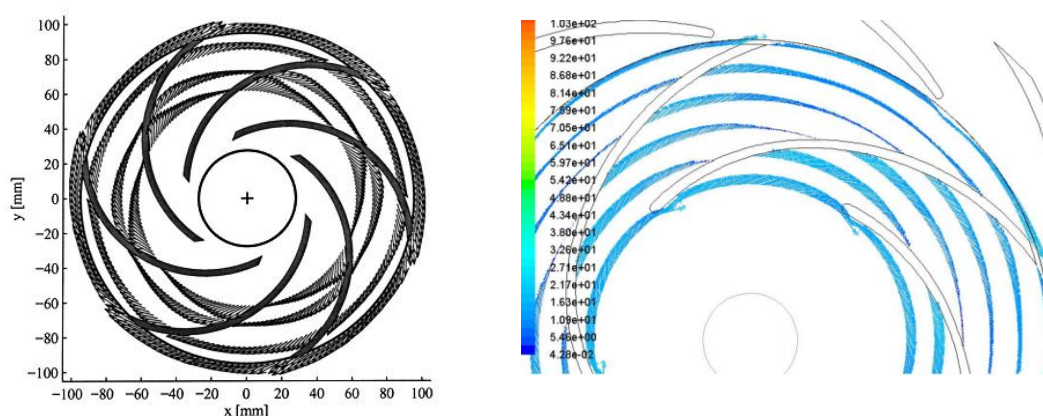 100
80
60
40
20
0
−20
−40
−60
−80
−100
y [mm]
−100 −80 −60 −40 −20 0 20 40 60 80 100
x [mm]
1.03e+02
9.76e+01
9.22e+01
8.68e+01
8.14e+01
7.59e+01
7.05e+01
6.51e+01
5.97e+01
5.42e+01
4.88e+01
4.34e+01
3.80e+01
3.26e+01
2.71e+01
2.17e+01
1.63e+01
1.09e+01
5.46e+00
4.28e-02